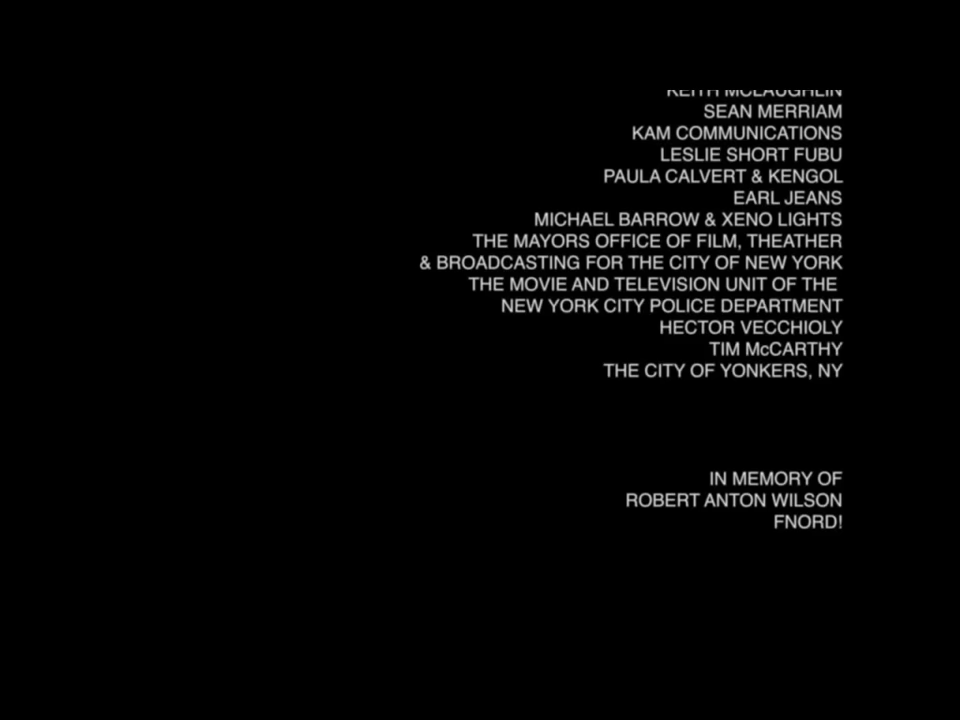 KEITH MCLAUGHLIN
SEAN MERRIAM
KAM COMMUNICATIONS
LESLIE SHORT FUBU
PAULA CALVERT & KENGOL
EARL JEANS
MICHAEL BARROW & XENO LIGHTS
THE MAYORS OFFICE OF FILM, THEATHER
& BROADCASTING FOR THE CITY OF NEW YORK
THE MOVIE AND TELEVISION UNIT OF THE
NEW YORK CITY POLICE DEPARTMENT
HECTOR VECCHIOLY
TIM McCARTHY
THE CITY OF YONKERS, NY
IN MEMORY OF
ROBERT ANTON WILSON
FNORD!